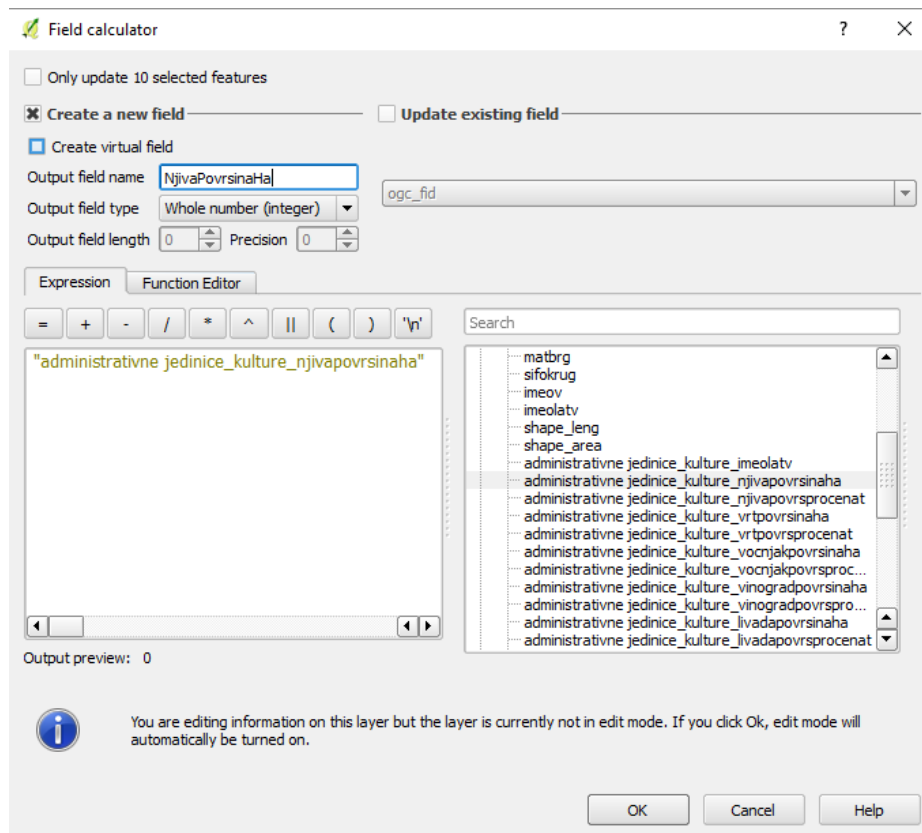 Field calculator
?
Only update 10 selected features
Create a new field
Update existing field
Create virtual field
Output field name NjivaPovrsinaHa
ogc_fid
Output field type Whole number (integer)
Output field length 0 Precision 0
Expression Function Editor
= + - / * ^ || ( ) '\n'
Search
"administrativne jedinice_kulture_njivapovrsinaha"
matbrg
sifokrug
imeov
imeolatv
shape_leng
shape_area
administrativne jedinice_kulture_imeolatv
administrativne jedinice_kulture_njivapovrsinaha
administrativne jedinice_kulture_njivapovrsprocenat
administrativne jedinice_kulture_vrtpovrsinaha
administrativne jedinice_kulture_vrtpovrsprocenat
administrativne jedinice_kulture_vocnjakpovrsinaha
administrativne jedinice_kulture_vocnjakpovrsproc...
administrativne jedinice_kulture_vinogradpovrsinaha
administrativne jedinice_kulture_vinogradpovrspro...
administrativne jedinice_kulture_livadapovrsinaha
administrativne jedinice_kulture_livadapovrsprocenat
Output preview: 0
You are editing information on this layer but the layer is currently not in edit mode. If you click Ok, edit mode will
automatically be turned on.
OK Cancel Help